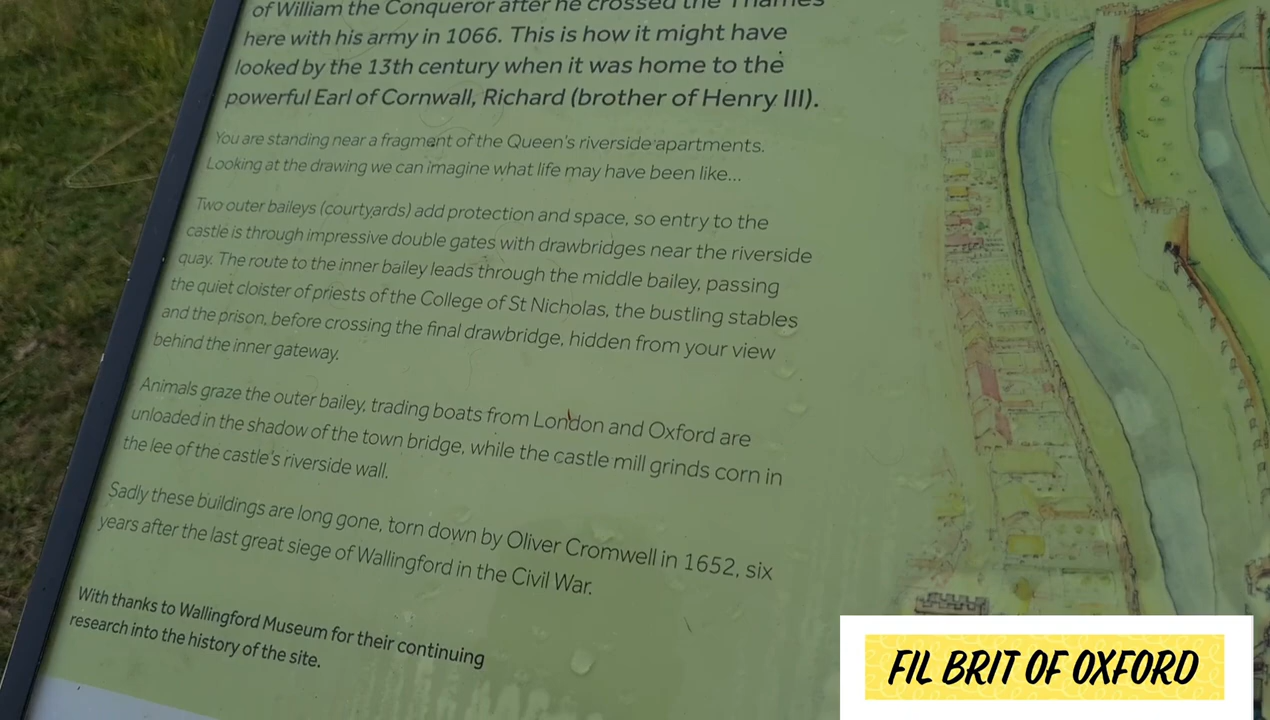 of William the Conqueror after he crossed the Thames
here with his army in 1066. This is how it might have
looked by the 13th century when it was home to the
powerful Earl of Cornwall, Richard (brother of Henry III).
You are standing near a fragment of the Queen's riverside apartments.
Looking at the drawing we can imagine what life may have been like...
Two outer baileys (courtyards) add protection and space, so entry to the
castle is through impressive double gates with drawbridges near the riverside
quay. The route to the inner bailey leads through the middle bailey, passing
the quiet cloister of priests of the College of St Nicholas, the bustling stables
and the prison, before crossing the final drawbridge, hidden from your view
behind the inner gateway.
Animals graze the outer bailey, trading boats from London and Oxford are
unloaded in the shadow of the town bridge, while the castle mill grinds corn in
the lee of the castle's riverside wall.
Sadly these buildings are long gone, torn down by Oliver Cromwell in 1652, six
years after the last great siege of Wallingford in the Civil War.
With thanks to Wallingford Museum for their continuing
research into the history of the site.
FIL BRIT OF OXFORD